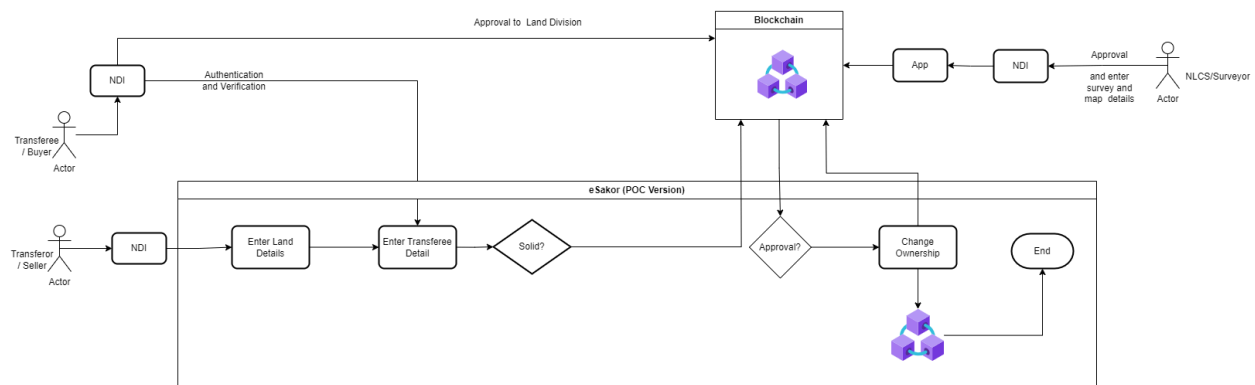 Approval to Land Division
Blockchain
NDI
Authentication
and Verification
App
NDI
Approval
and enter
survey and
map details
NLCS/Surveyor
Actor
Transferee
/ Buyer
Actor
eSakor (POC Version)
Transferor
/ Seller
Actor
NDI
Enter Land
Details
Enter Transferee
Detail
Solid?
Approval?
Change
Ownership
End